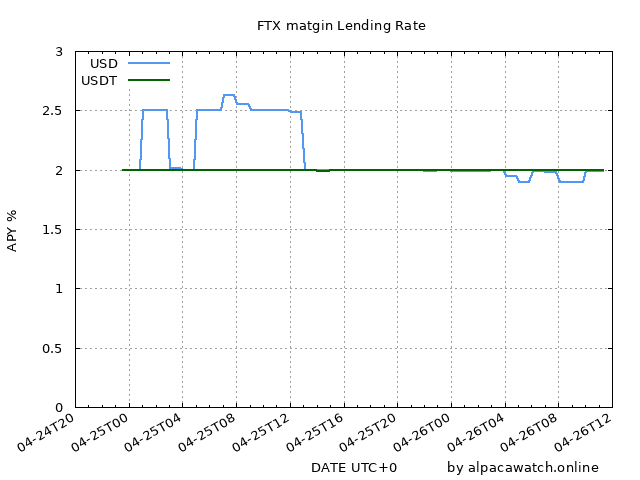 FTX matgin Lending Rate
USD
USDT
3
2.5
2
1.5
1
0.5
0
APY %
04-24T20
04-25T00
04-25T04
04-25T08
04-25T12
04-25T16
04-25T20
04-26T00
04-26T04
04-26T08
04-26T12
DATE UTC+0
by alpacawatch.online